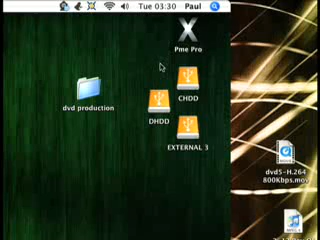 Tue 03:30 Paul
Pme Pro
CHDD
dvd production
DHDD
EXTERNAL 3
dvd5-H.264
800Kbps.mov